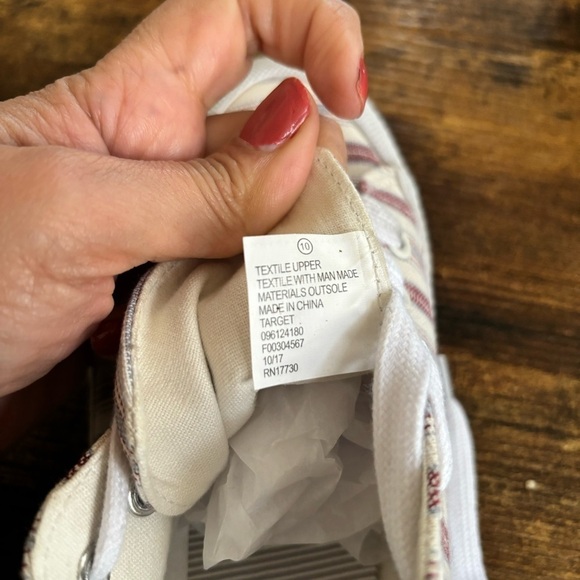 10
TEXTILE UPPER
TEXTILE WITH MAN MADE
MATERIALS OUTSOLE
MADE IN CHINA
TARGET
096124180
F00304567
10/17
RN17730